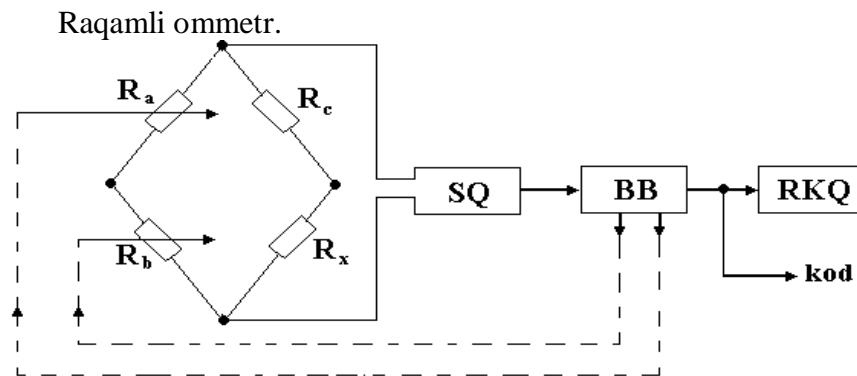 Raqamli ommetr.
Ra
Rc
SQ
BB
RKQ
Rb
Rx
kod